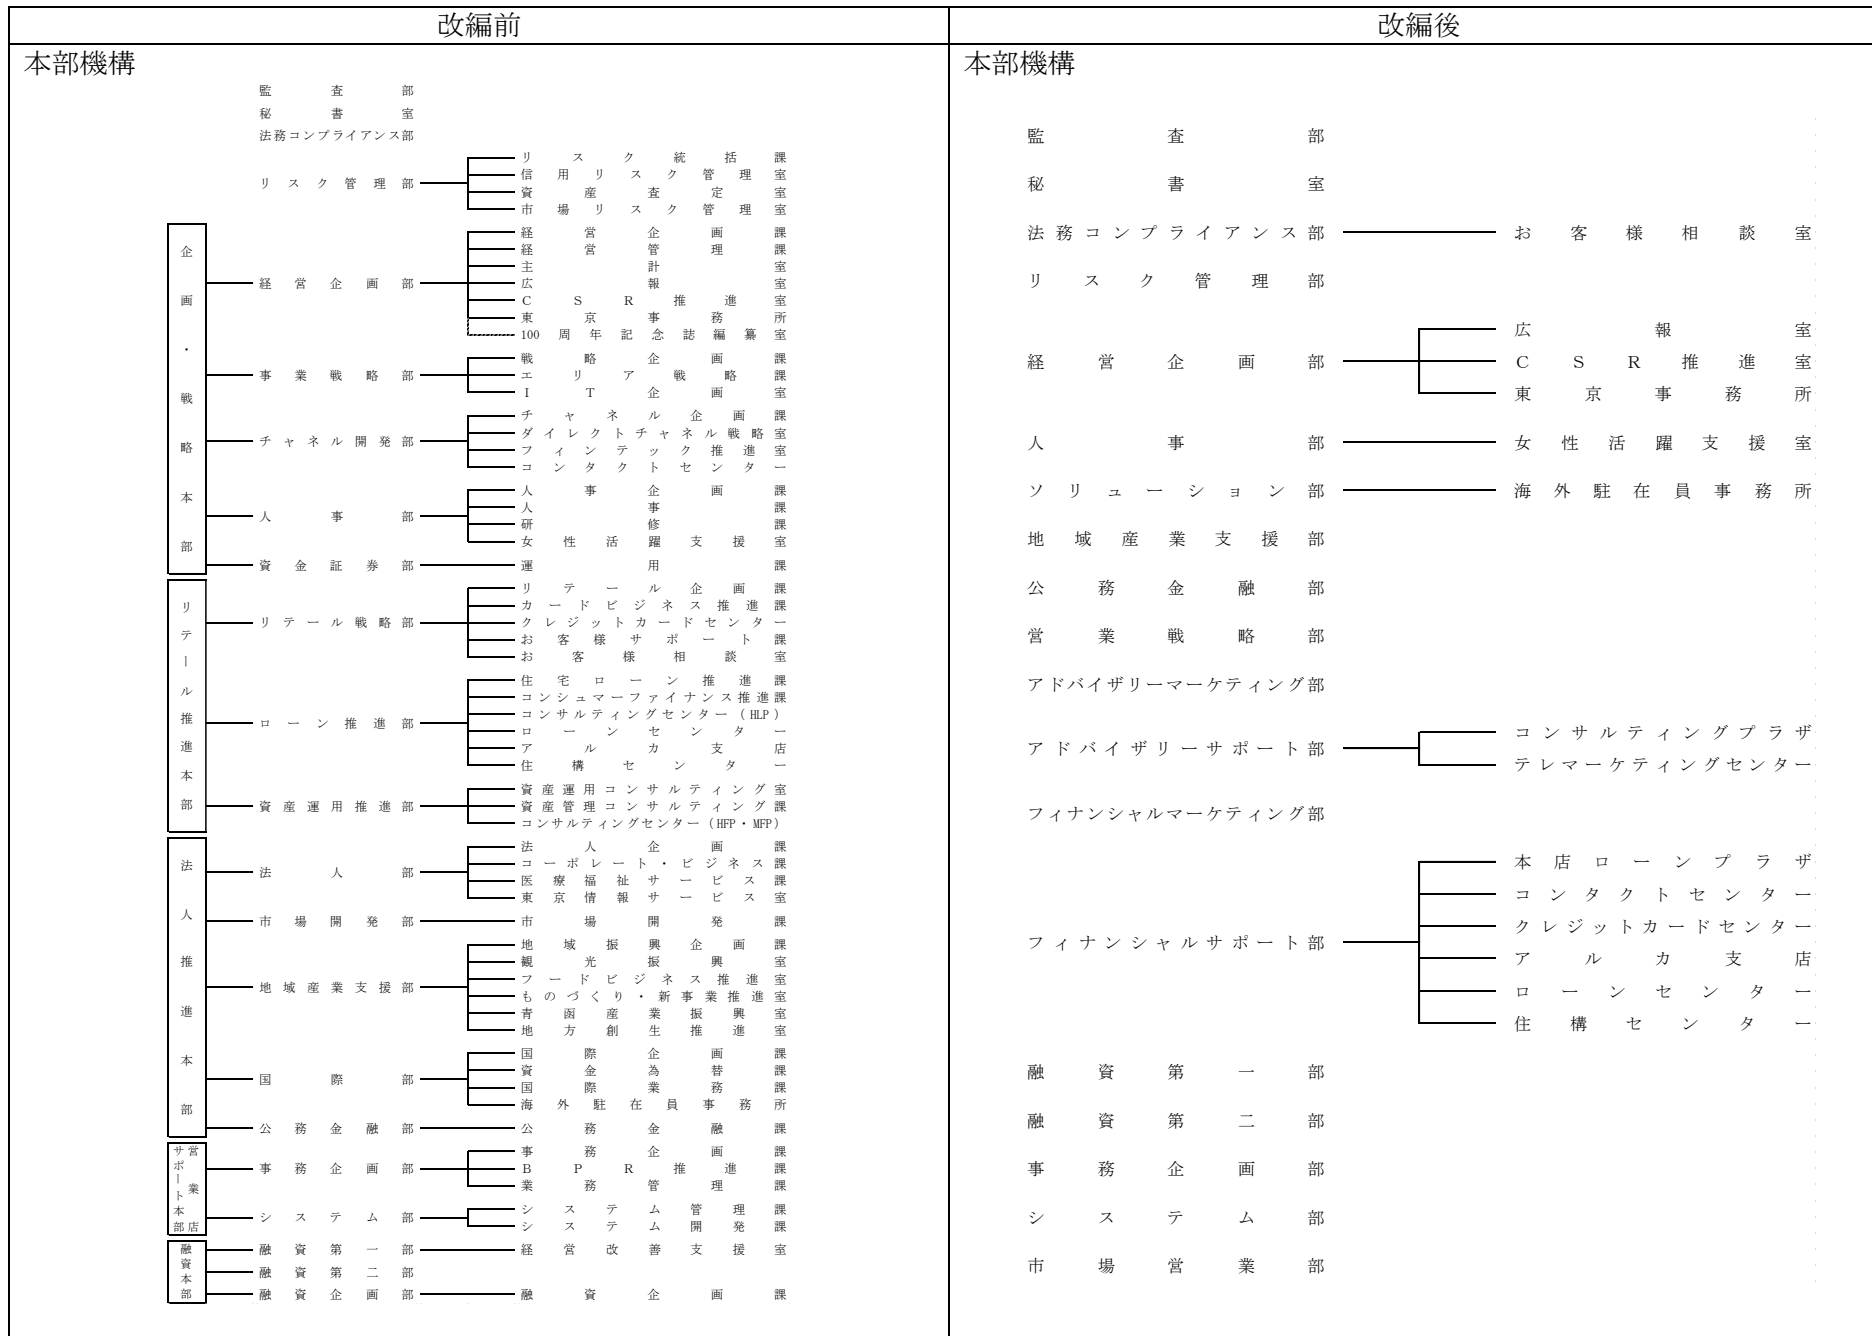 改編前
本部機構
監査部
秘書室
法務コンプライアンス部
リスク管理部
リスク統括課
信用リスク管理室
資産査定室
市場リスク管理室
企画・戦略本部
経営企画部
経営企画課
経営管理課
主計室
広報室
CSR推進室
東京事務所
100周年記念誌編纂室
事業戦略部
戦略企画課
エリア戦略課
IT企画室
チャネル開発部
チャネル企画課
ダイレクトチャネル戦略室
フィンテック推進室
コンタクトセンター
人事部
人事企画課
人事課
研修課
女性活躍支援室
資金証券部
運用課
リテール推進本部
リテール戦略部
リテール企画課
カードビジネス推進課
クレジットカードセンター
お客様サポート課
お客様相談室
ローン推進部
住宅ローン推進課
コンシュマーファイナンス推進課
コンサルティングセンター(HLP)
ローンセンター
アルカ支店
住構センター
資産運用推進部
資産運用コンサルティング室
資産管理コンサルティング課
コンサルティングセンター(HFP・MFP)
法人推進本部
法人部
法人企画課
コーポレート・ビジネス課
医療福祉サービス課
東京情報サービス室
市場開発部
市場開発課
地域産業支援部
地域振興企画課
観光振興室
フードビジネス推進室
ものづくり・新事業推進室
青函産業振興室
地方創生推進室
国際部
国際企画課
資金為替課
国際業務課
海外駐在員事務所
公務金融部
公務金融課
営業店サポート本部
事務企画部
事務企画課
BPR推進課
業務管理課
システム部
システム管理課
システム開発課
融資本部
融資第一部
経営改善支援室
融資第二部
融資企画部
融資企画課
改編後
本部機構
監査部
秘書室
法務コンプライアンス部
お客様相談室
リスク管理部
経営企画部
広報室
CSR推進室
東京事務所
人事部
女性活躍支援室
ソリューション部
海外駐在員事務所
地域産業支援部
公務金融部
営業戦略部
アドバイザリーマーケティング部
アドバイザリーサポート部
コンサルティングプラザ
テレマーケティングセンター
フィナンシャルマーケティング部
フィナンシャルサポート部
本店ローンプラザ
コンタクトセンター
クレジットカードセンター
アルカ支店
ローンセンター
住構センター
融資第一部
融資第二部
事務企画部
システム部
市場営業部